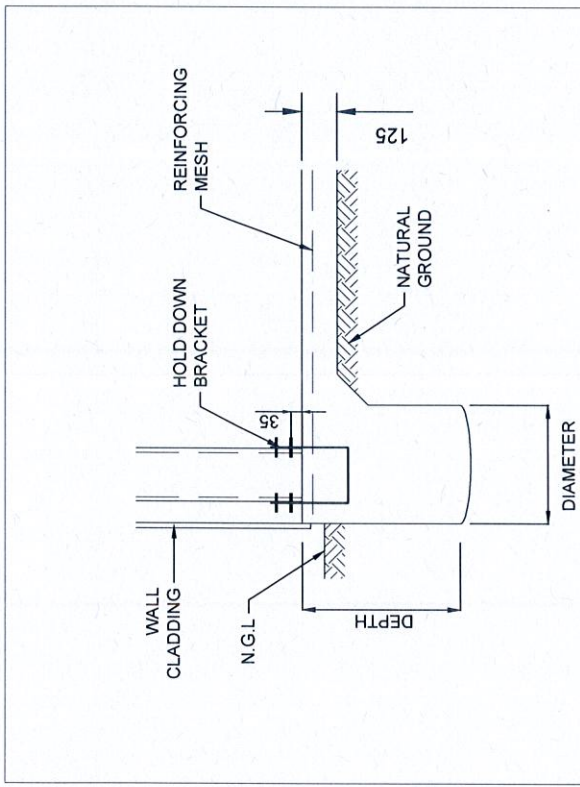 WALL
CLADDING
N.G.L
HOLD DOWN
BRACKET
REINFORCING
MESH
35
125
NATURAL
GROUND
DEPTH
DIAMETER